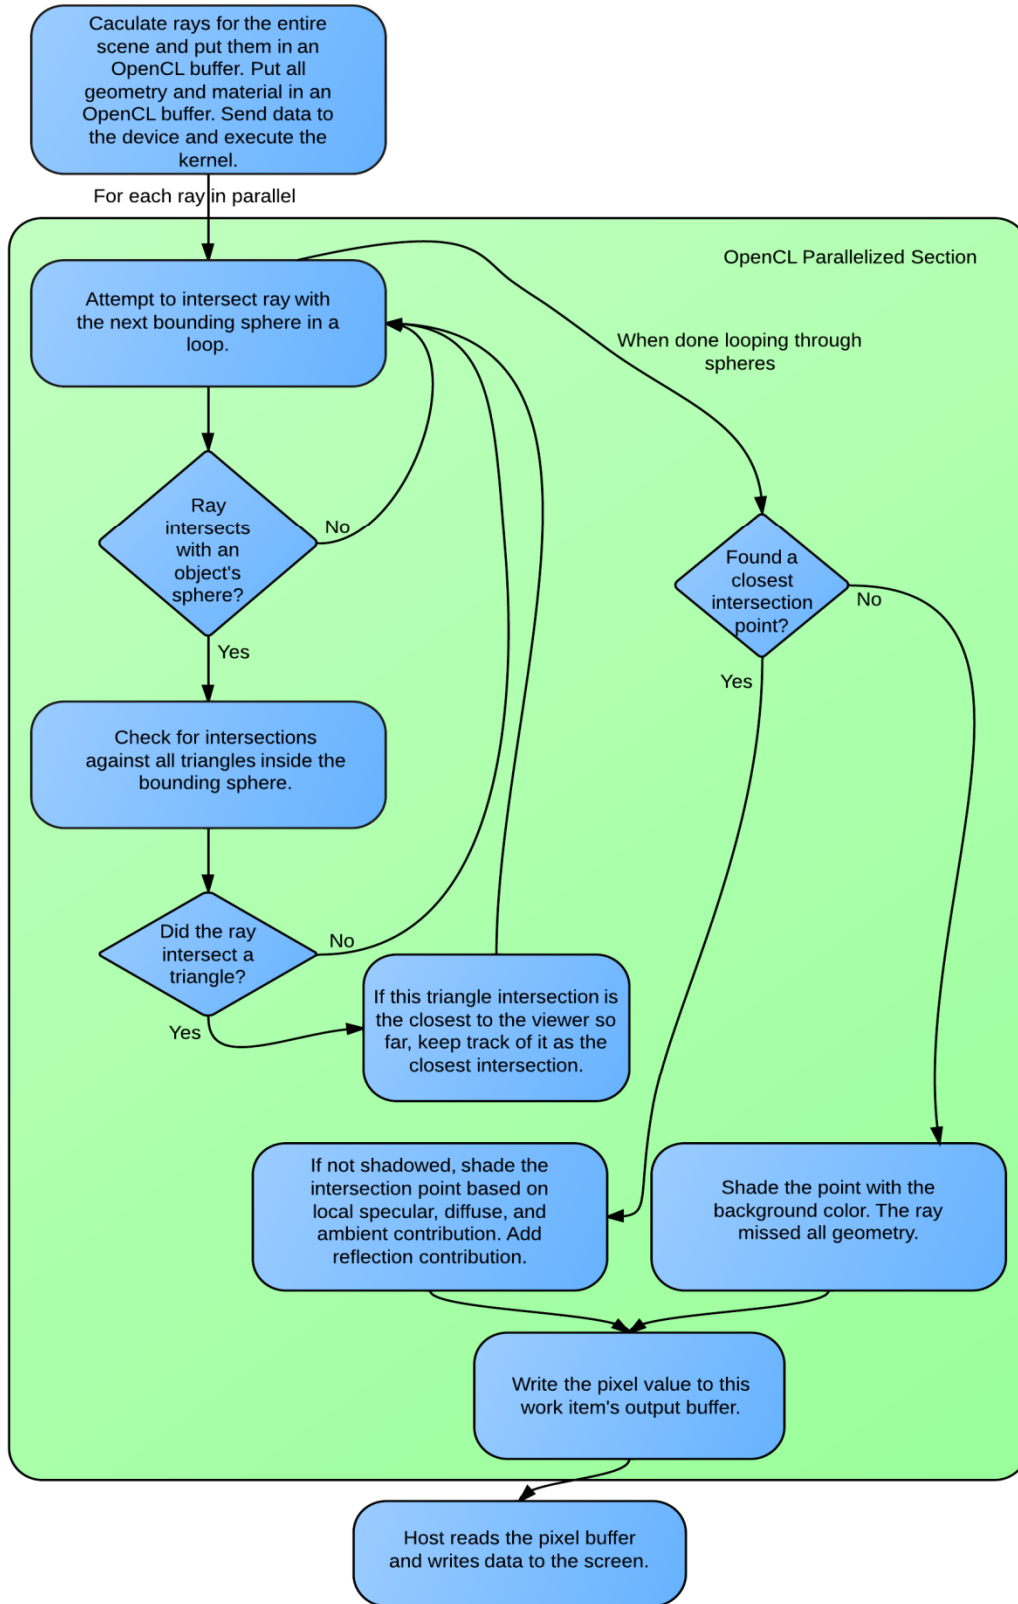 Caculate rays for the entire
scene and put them in an
OpenCL buffer. Put all
geometry and material in an
OpenCL buffer. Send data to
the device and execute the
kernel.
For each ray in parallel
OpenCL Parallelized Section
Attempt to intersect ray with
the next bounding sphere in a
loop.
When done looping through
spheres
Ray
intersects
with an
object's
sphere?
No
Yes
Found a
closest
intersection
point?
No
Yes
Check for intersections
against all triangles inside the
bounding sphere.
Did the ray
intersect a
triangle?
No
Yes
If this triangle intersection is
the closest to the viewer so
far, keep track of it as the
closest intersection.
If not shadowed, shade the
intersection point based on
local specular, diffuse, and
ambient contribution. Add
reflection contribution.
Shade the point with the
background color. The ray
missed all geometry.
Write the pixel value to this
work item's output buffer.
Host reads the pixel buffer
and writes data to the screen.